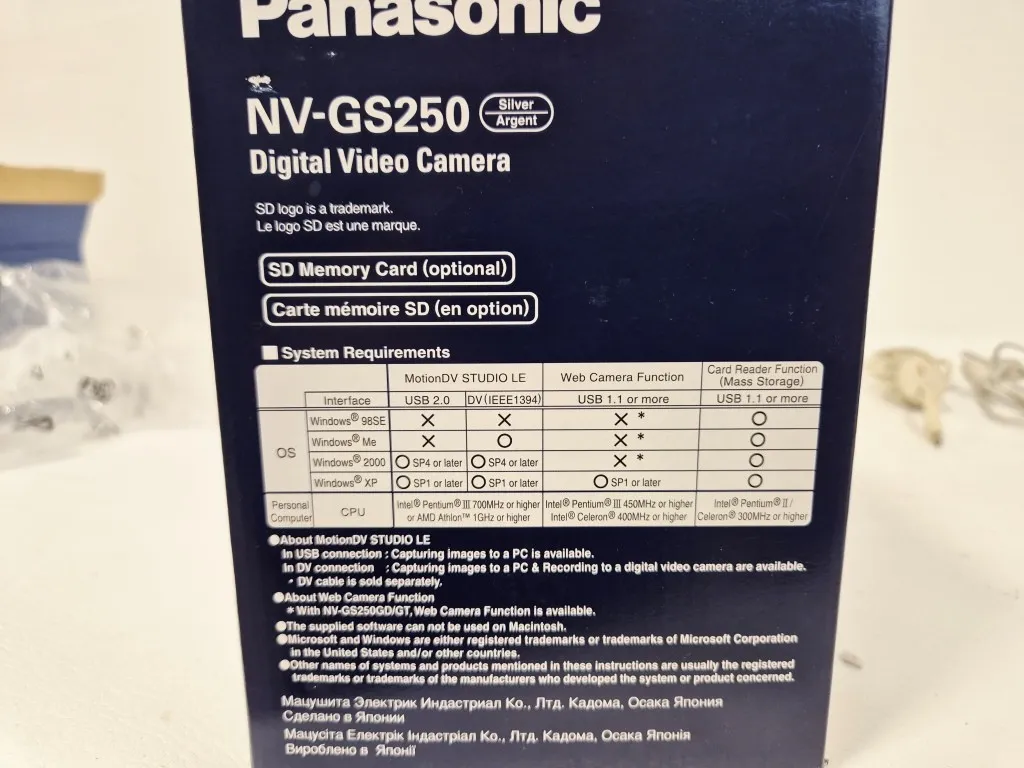 Panasonic
NV-GS250 Silver Argent
Digital Video Camera
SD logo is a trademark.
Le logo SD est une marque.
SD Memory Card (optional)
Carte mémoire SD (en option)
System Requirements
MotionDV STUDIO LE Web Camera Function Card Reader Function (Mass Storage)
Interface USB 2.0 DV (IEEE1394) USB 1.1 or more USB 1.1 or more
OS
Windows® 98SE × × × * ○
Windows® Me × ○ × * ○
Windows® 2000 ○ SP4 or later ○ SP4 or later × * ○
Windows® XP ○ SP1 or later ○ SP1 or later ○ SP1 or later ○
Personal Computer CPU Intel® Pentium® III 700MHz or higher or AMD Athlon™ 1GHz or higher Intel® Pentium® III 450MHz or higher Intel® Celeron® 400MHz or higher Intel® Pentium® II / Celeron® 300MHz or higher
●About MotionDV STUDIO LE
In USB connection : Capturing images to a PC is available.
In DV connection : Capturing images to a PC & Recording to a digital video camera are available.
・DV cable is sold separately.
●About Web Camera Function
* With NV-GS250GD/GT, Web Camera Function is available.
●The supplied software can not be used on Macintosh.
●Microsoft and Windows are either registered trademarks or trademarks of Microsoft Corporation
in the United States and/or other countries.
●Other names of systems and products mentioned in these instructions are usually the registered
trademarks or trademarks of the manufacturers who developed the system or product concerned.
Мацушита Электрик Индастриал Ко., Лтд. Кадома, Осака Япония
Сделано в Японии
Мацусіта Електрік Індастріал Ко., Лтд. Кадома, Осака Японія
Вироблено в Японії